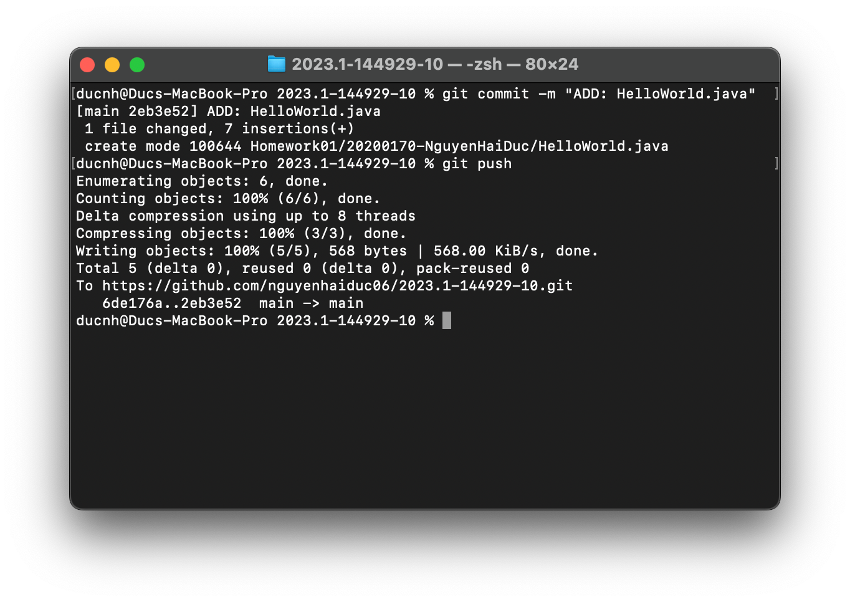 2023.1-144929-10 — -zsh — 80×24
[ducnh@Ducs-MacBook-Pro 2023.1-144929-10 % git commit -m "ADD: HelloWorld.java" ]
[main 2eb3e52] ADD: HelloWorld.java
 1 file changed, 7 insertions(+)
 create mode 100644 Homework01/20200170-NguyenHaiDuc/HelloWorld.java
[ducnh@Ducs-MacBook-Pro 2023.1-144929-10 % git push ]
Enumerating objects: 6, done.
Counting objects: 100% (6/6), done.
Delta compression using up to 8 threads
Compressing objects: 100% (3/3), done.
Writing objects: 100% (5/5), 568 bytes | 568.00 KiB/s, done.
Total 5 (delta 0), reused 0 (delta 0), pack-reused 0
To https://github.com/nguyenhaiduc06/2023.1-144929-10.git
   6de176a..2eb3e52  main -> main
ducnh@Ducs-MacBook-Pro 2023.1-144929-10 %